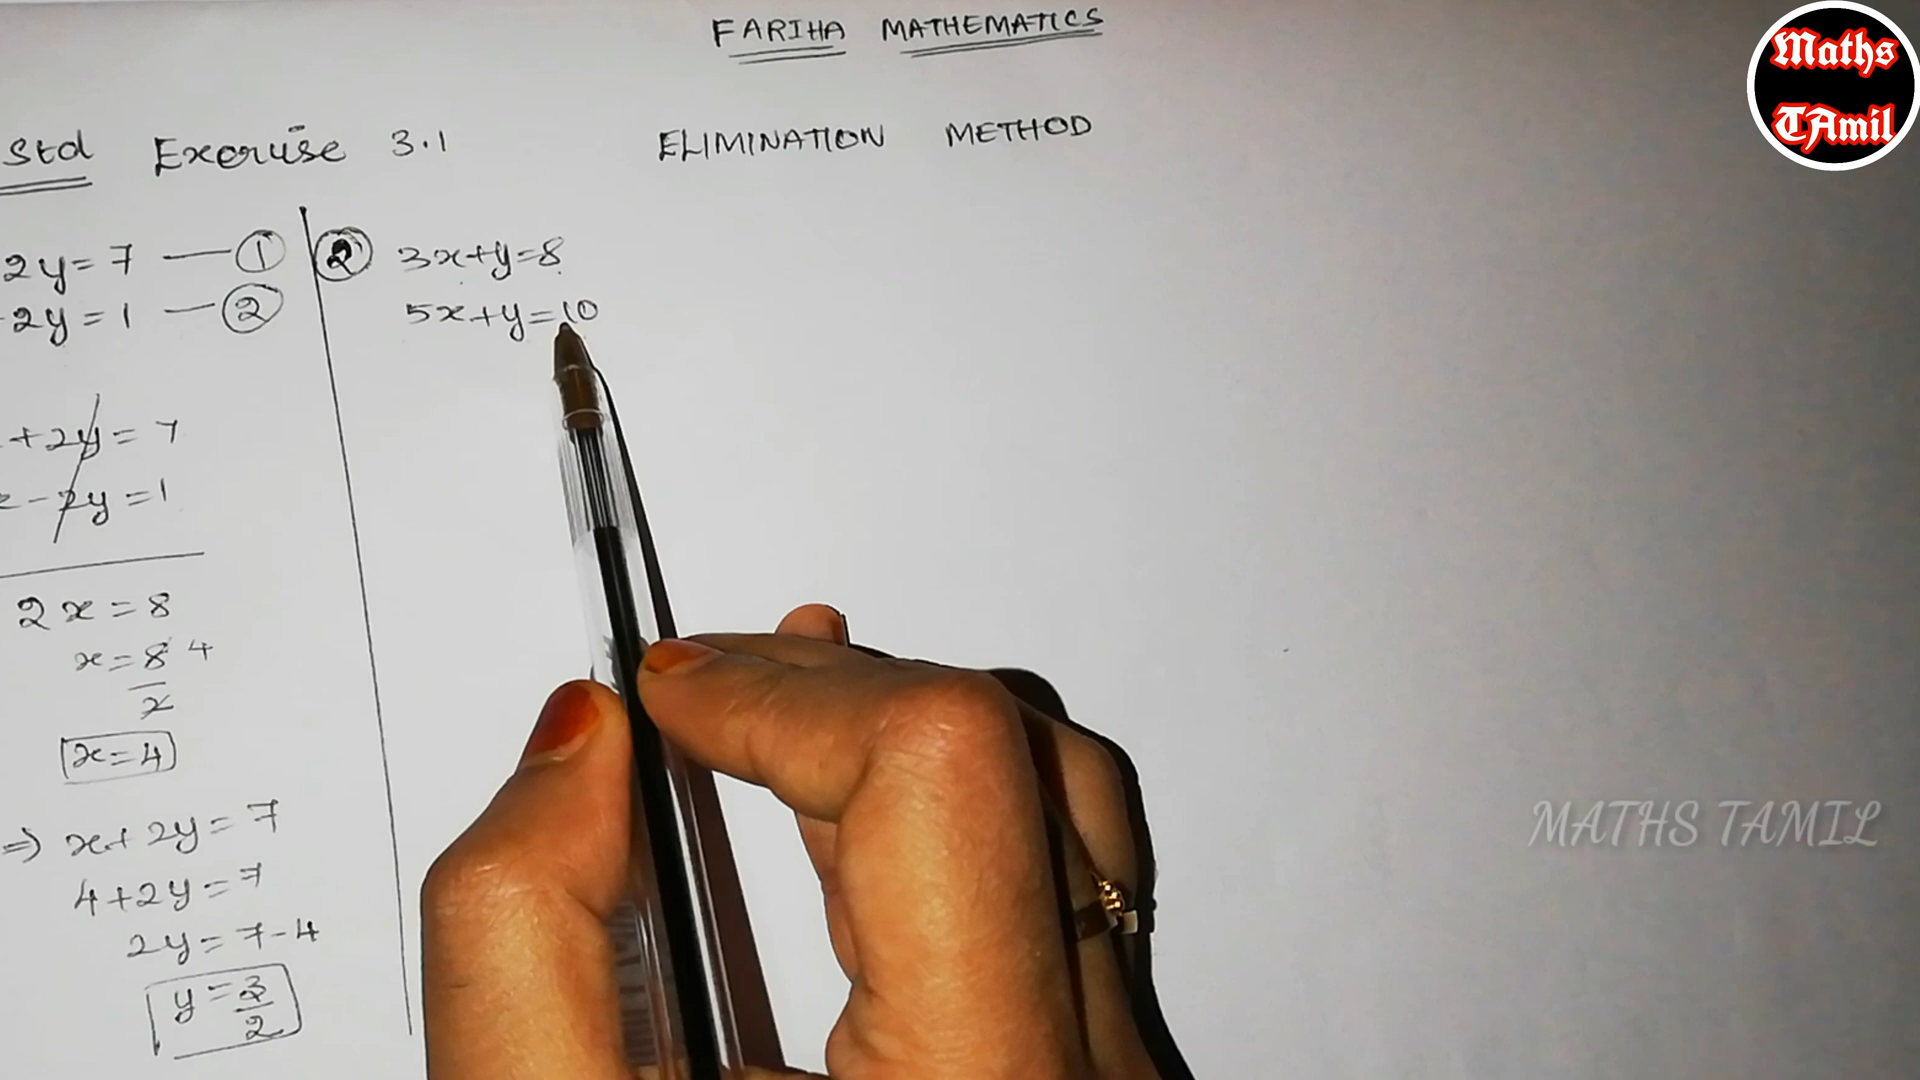 FARIHA MATHEMATICS
Maths
TAmil
Std Exercise 3.1 ELIMINATION METHOD
2y = 7 — ①
-2y = 1 — ②
+ 2y = 7
- 2y = 1
2x = 8
x = 8 4
2
x = 4
⇒ x + 2y = 7
4 + 2y = 7
2y = 7 - 4
y = 3
2
② 3x+y=8
5x+y=10
MATHS TAMIL